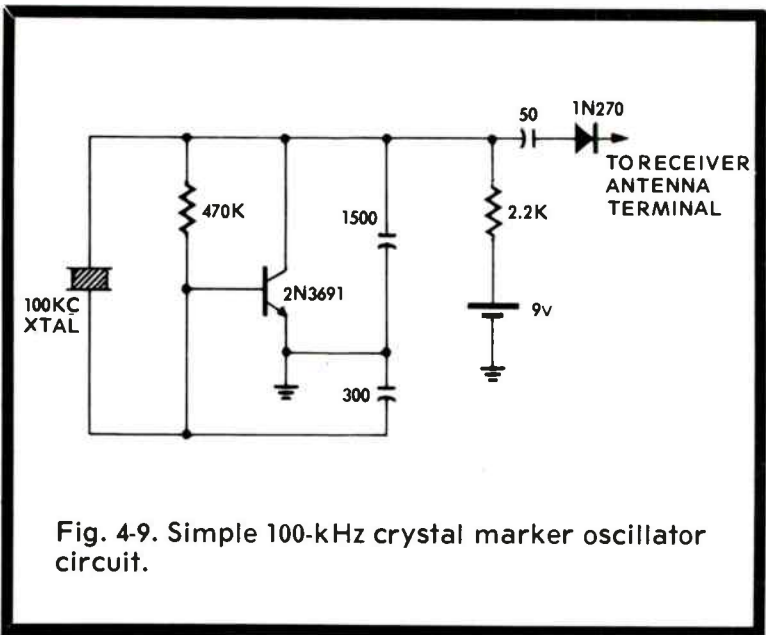 50 1N270
TO RECEIVER
ANTENNA
TERMINAL
470K
1500
2.2K
100KC
XTAL
2N3691
9v
300
Fig. 4-9. Simple 100-kHz crystal marker oscillator
circuit.